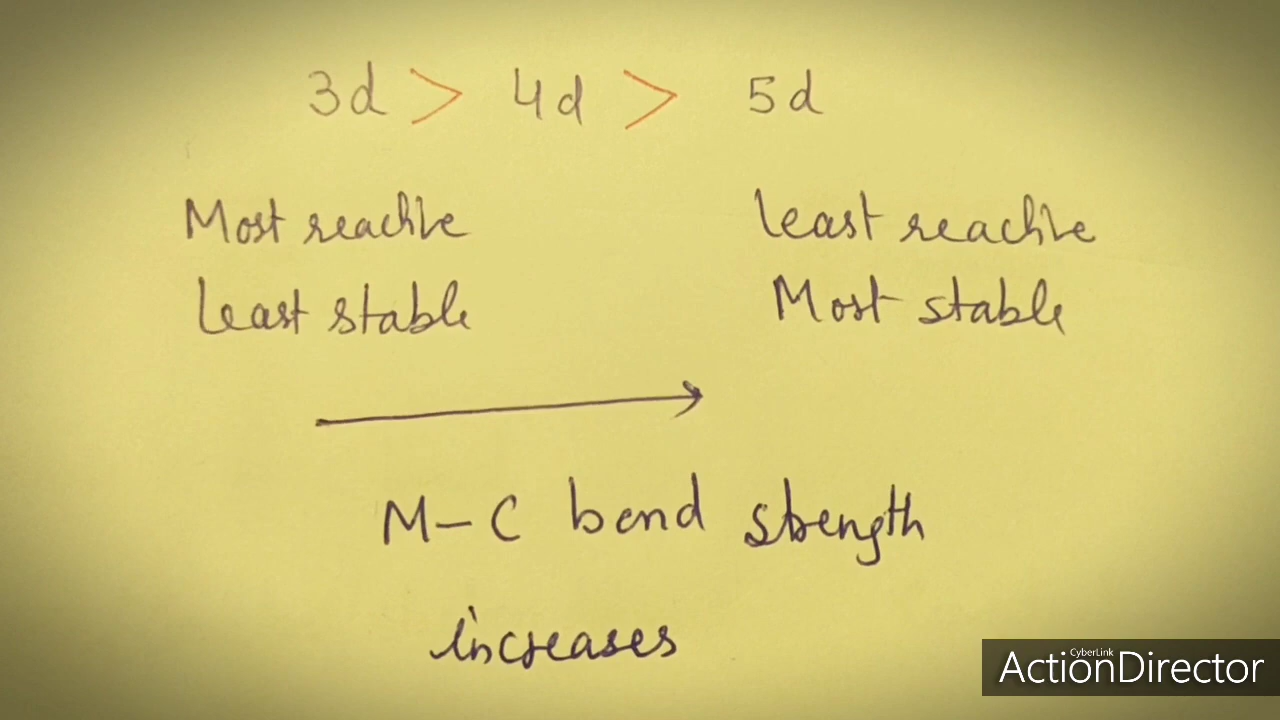 3d > 4d > 5d
Most reactive least reactive
Least stable Most stable
M-C bond strength
increases
CyberLink
ActionDirector